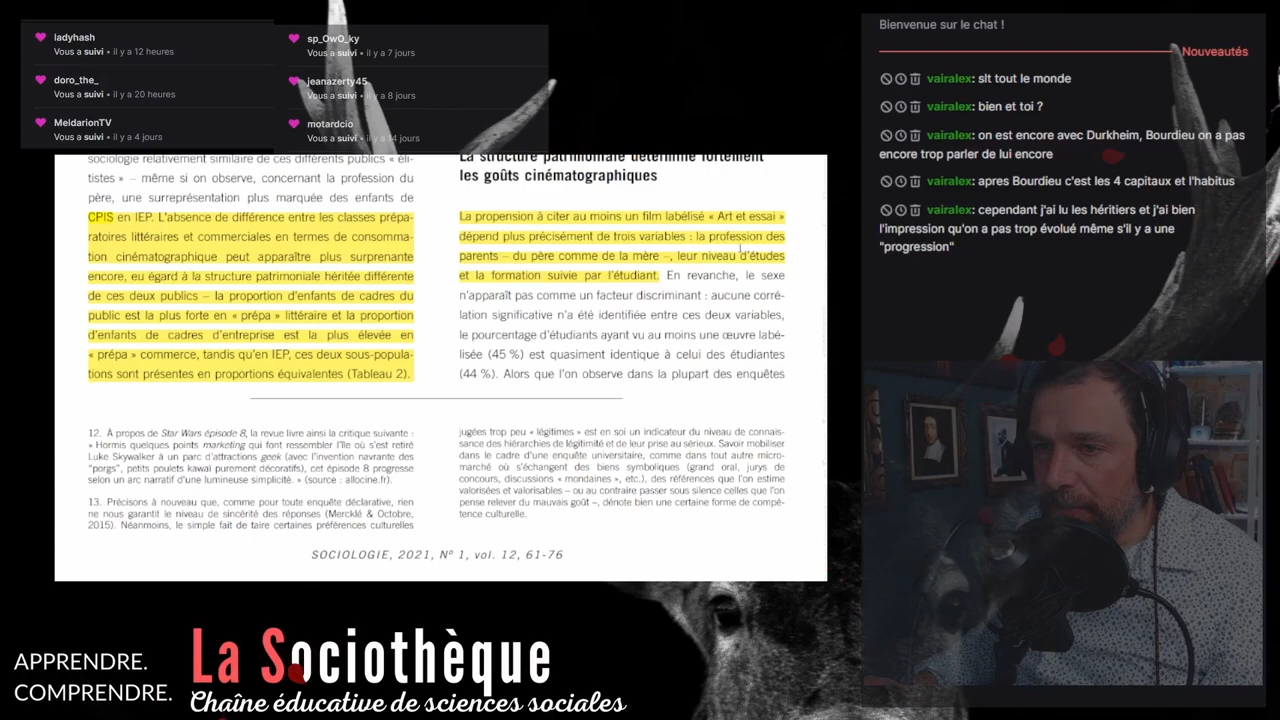 ladyhash
Vous a suivi • il y a 12 heures
doro_the_
Vous a suivi • il y a 20 heures
MeldarionTV
Vous a suivi • il y a 4 jours
sp_OwO_ky
Vous a suivi • il y a 7 jours
jeanazerty45
Vous a suivi • il y a 8 jours
motardcio
Vous a suivi • il y a 14 jours
sociologie relativement similaire de ces différents publics « éli-
tistes » – même si on observe, concernant la profession du
père, une surreprésentation plus marquée des enfants de
CPIS en IEP. L'absence de différence entre les classes prépa-
ratoires littéraires et commerciales en termes de consomma-
tion cinématographique peut apparaître plus surprenante
encore, eu égard à la structure patrimoniale héritée différente
de ces deux publics – la proportion d'enfants de cadres du
public est la plus forte en « prépa » littéraire et la proportion
d'enfants de cadres d'entreprise est la plus élevée en
« prépa » commerce, tandis qu'en IEP, ces deux sous-popula-
tions sont présentes en proportions équivalentes (Tableau 2).
La structure patrimoniale détermine fortement
les goûts cinématographiques
La propension à citer au moins un film labélisé « Art et essai »
dépend plus précisément de trois variables : la profession des
parents – du père comme de la mère –, leur niveau d'études
et la formation suivie par l'étudiant. En revanche, le sexe
n'apparaît pas comme un facteur discriminant : aucune corré-
lation significative n'a été identifiée entre ces deux variables,
le pourcentage d'étudiants ayant vu au moins une œuvre labé-
lisée (45 %) est quasiment identique à celui des étudiantes
(44 %). Alors que l'on observe dans la plupart des enquêtes
12. À propos de Star Wars épisode 8, la revue livre ainsi la critique suivante :
« Hormis quelques points marketing qui font ressembler l'île où s'est retiré
Luke Skywalker à un parc d'attractions geek (avec l'invention navrante des
"porgs", petits poulets kawaï purement décoratifs), cet épisode 8 progresse
selon un arc narratif d'une lumineuse simplicité. » (source : allocine.fr).
13. Précisons à nouveau que, comme pour toute enquête déclarative, rien
ne nous garantit le niveau de sincérité des réponses (Mercklé & Octobre,
2015). Néanmoins, le simple fait de taire certaines préférences culturelles
jugées trop peu « légitimes » est en soi un indicateur du niveau de connais-
sance des hiérarchies de légitimité et de leur prise au sérieux. Savoir mobiliser
dans le cadre d'une enquête universitaire, comme dans tout autre micro-
marché où s'échangent des biens symboliques (grand oral, jurys de
concours, discussions « mondaines », etc.), des références que l'on estime
valorisées et valorisables – ou au contraire passer sous silence celles que l'on
pense relever du mauvais goût –, dénote bien une certaine forme de compé-
tence culturelle.
SOCIOLOGIE, 2021, N° 1, vol. 12, 61-76
Bienvenue sur le chat !
Nouveautés
vairalex: slt tout le monde
vairalex: bien et toi ?
vairalex: on est encore avec Durkheim, Bourdieu on a pas
encore trop parler de lui encore
vairalex: apres Bourdieu c'est les 4 capitaux et l'habitus
vairalex: cependant j'ai lu les héritiers et j'ai bien
l'impression qu'on a pas trop évolué même s'il y a une
"progression"
APPRENDRE.
COMPRENDRE.
La Sociothèque
Chaîne éducative de sciences sociales